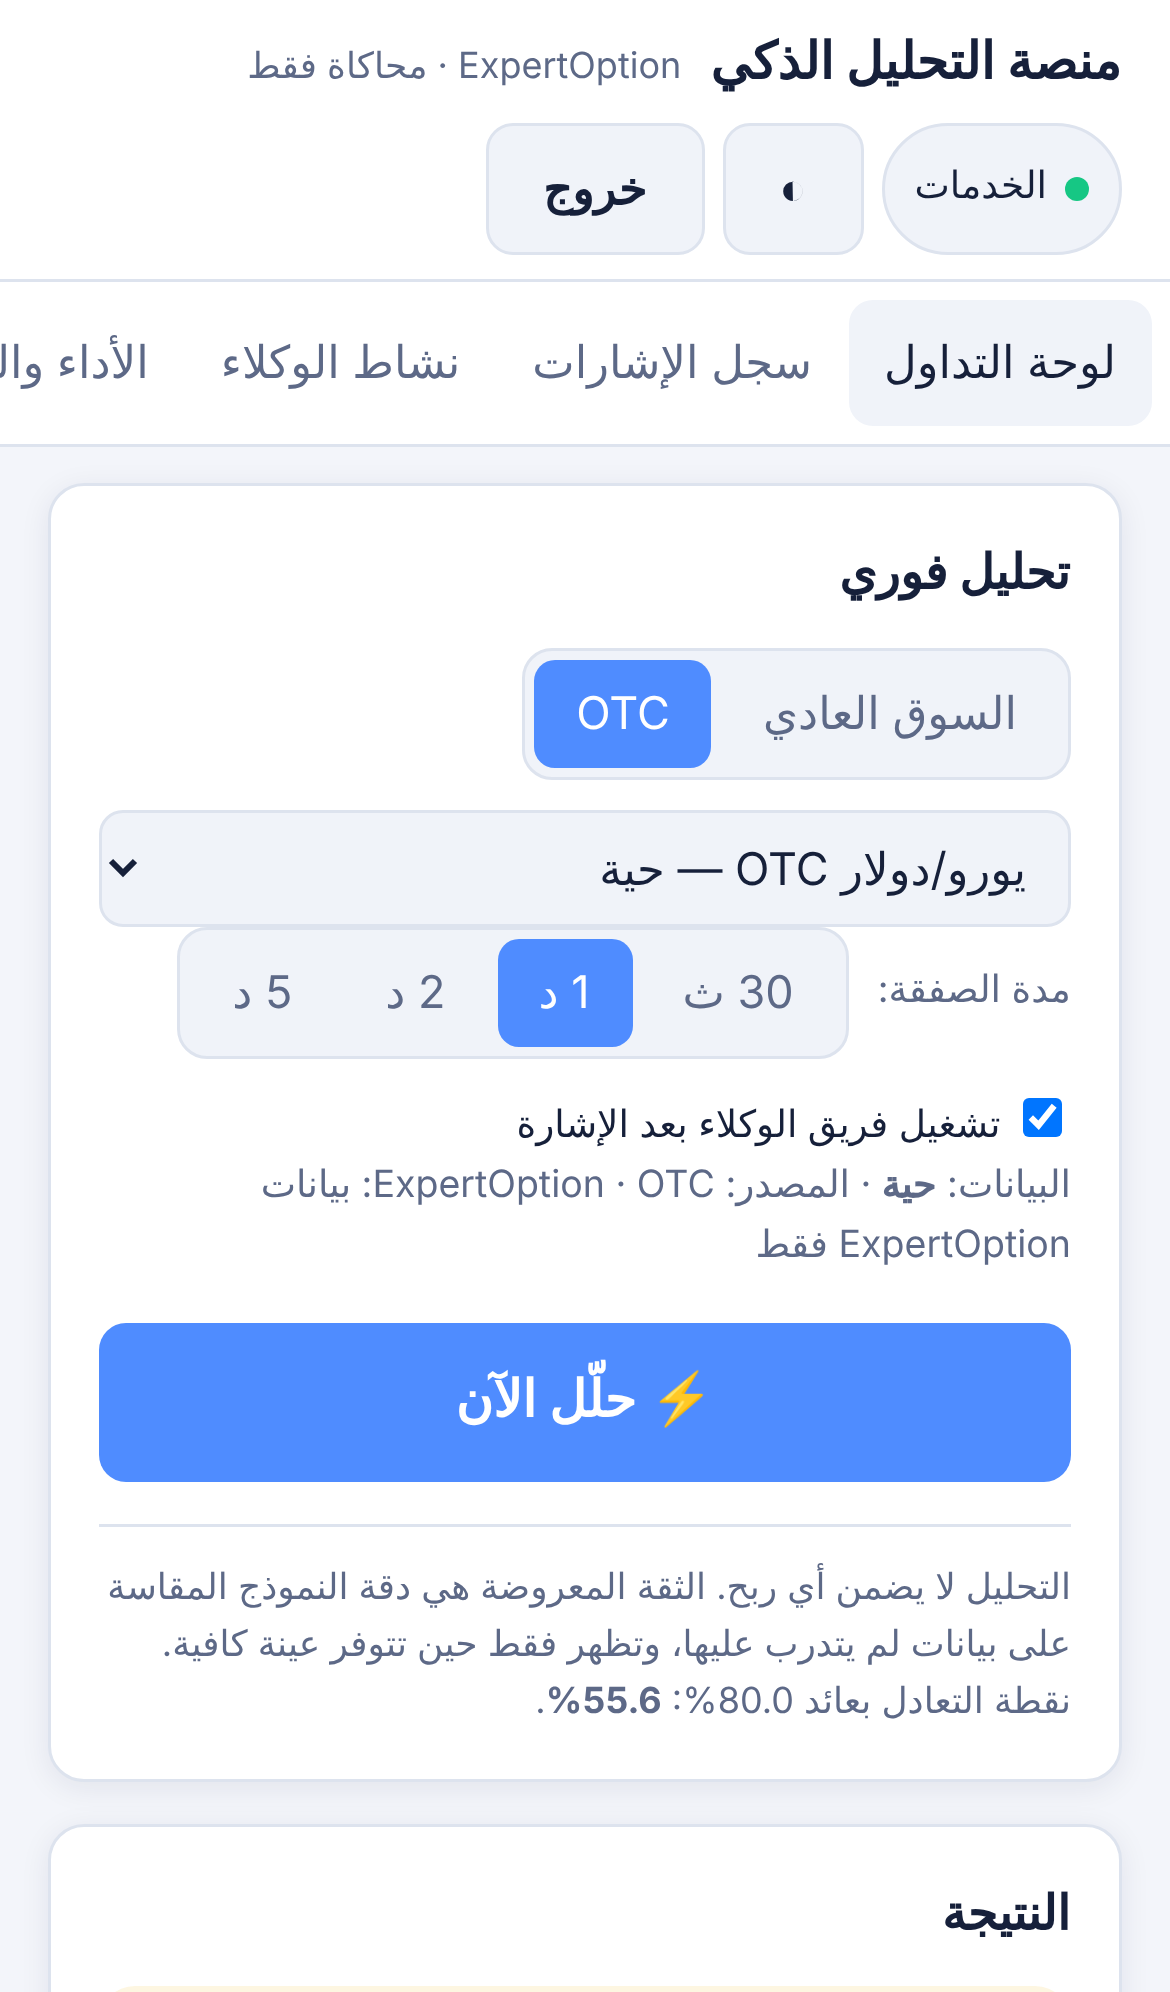 منصة التحليل الذكي ExpertOption · محاكاة فقط
الخدمات
خروج
لوحة التداول سجل الإشارات نشاط الوكلاء الأداء
تحليل فوري
السوق العادي OTC
يورو/دولار OTC — حية
مدة الصفقة: 30 ث 1 د 2 د 5 د
تشغيل فريق الوكلاء بعد الإشارة
البيانات: حية · المصدر: ExpertOption · OTC: بيانات
ExpertOption فقط
⚡ حلّل الآن
التحليل لا يضمن أي ربح. الثقة المعروضة هي دقة النموذج المقاسة
على بيانات لم يتدرب عليها، وتظهر فقط حين تتوفر عينة كافية.
نقطة التعادل بعائد 80.0%: 55.6%.
النتيجة